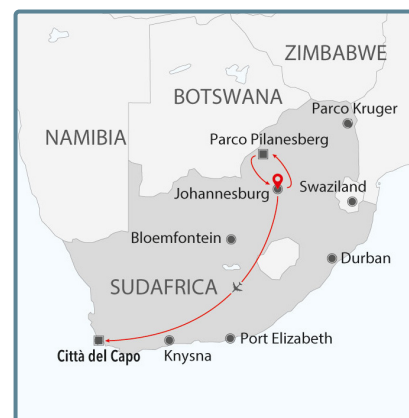 ZIMBABWE
BOTSWANA
Parco Kruger
NAMIBIA
Parco Pilanesberg
Johannesburg
Swaziland
Bloemfontein
Durban
SUDAFRICA
Port Elizabeth
Città del Capo
Knysna